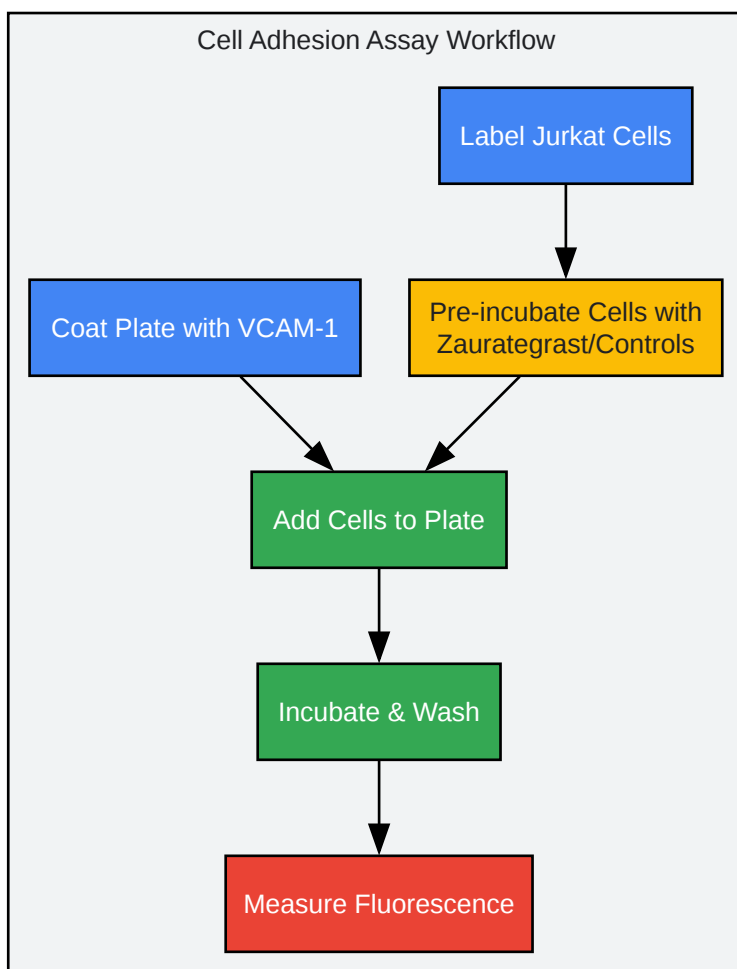 Cell Adhesion Assay Workflow
Label Jurkat Cells
Coat Plate with VCAM-1
Pre-incubate Cells with
Zaurategrast/Controls
Add Cells to Plate
Incubate & Wash
Measure Fluorescence